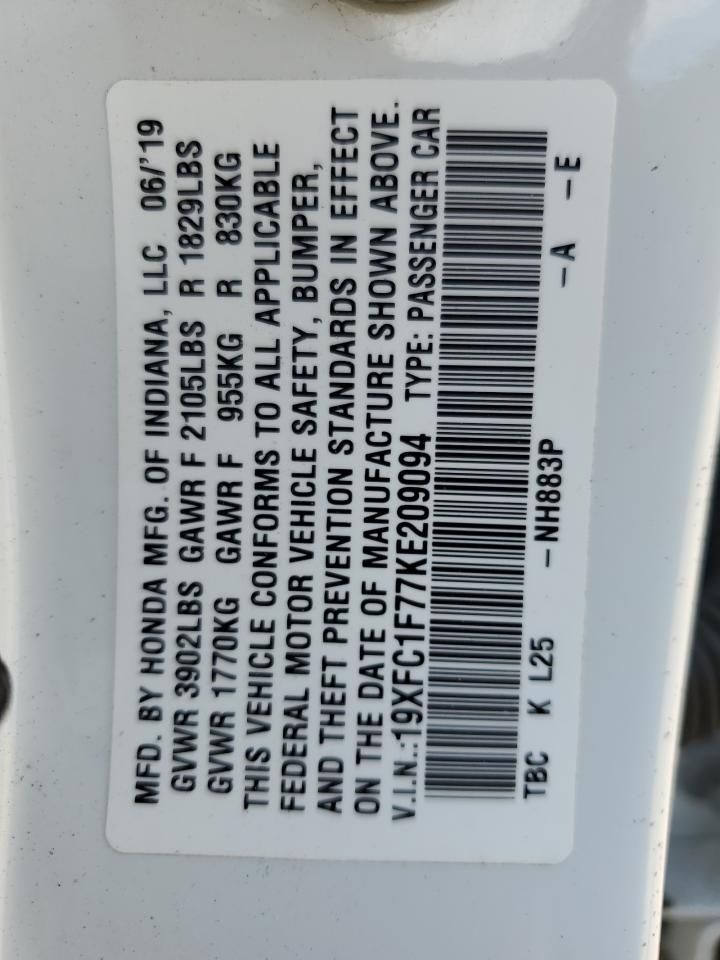 MFD. BY HONDA MFG. OF INDIANA, LLC 06/'19
GVWR 3902LBS GAWR F 2105LBS R 1829LBS
GVWR 1770KG GAWR F 955KG R 830KG
THIS VEHICLE CONFORMS TO ALL APPLICABLE
FEDERAL MOTOR VEHICLE SAFETY, BUMPER,
AND THEFT PREVENTION STANDARDS IN EFFECT
ON THE DATE OF MANUFACTURE SHOWN ABOVE.
V.I.N.:19XFC1F77KE209094 TYPE: PASSENGER CAR
TBC K L25 -NH883P -A -E